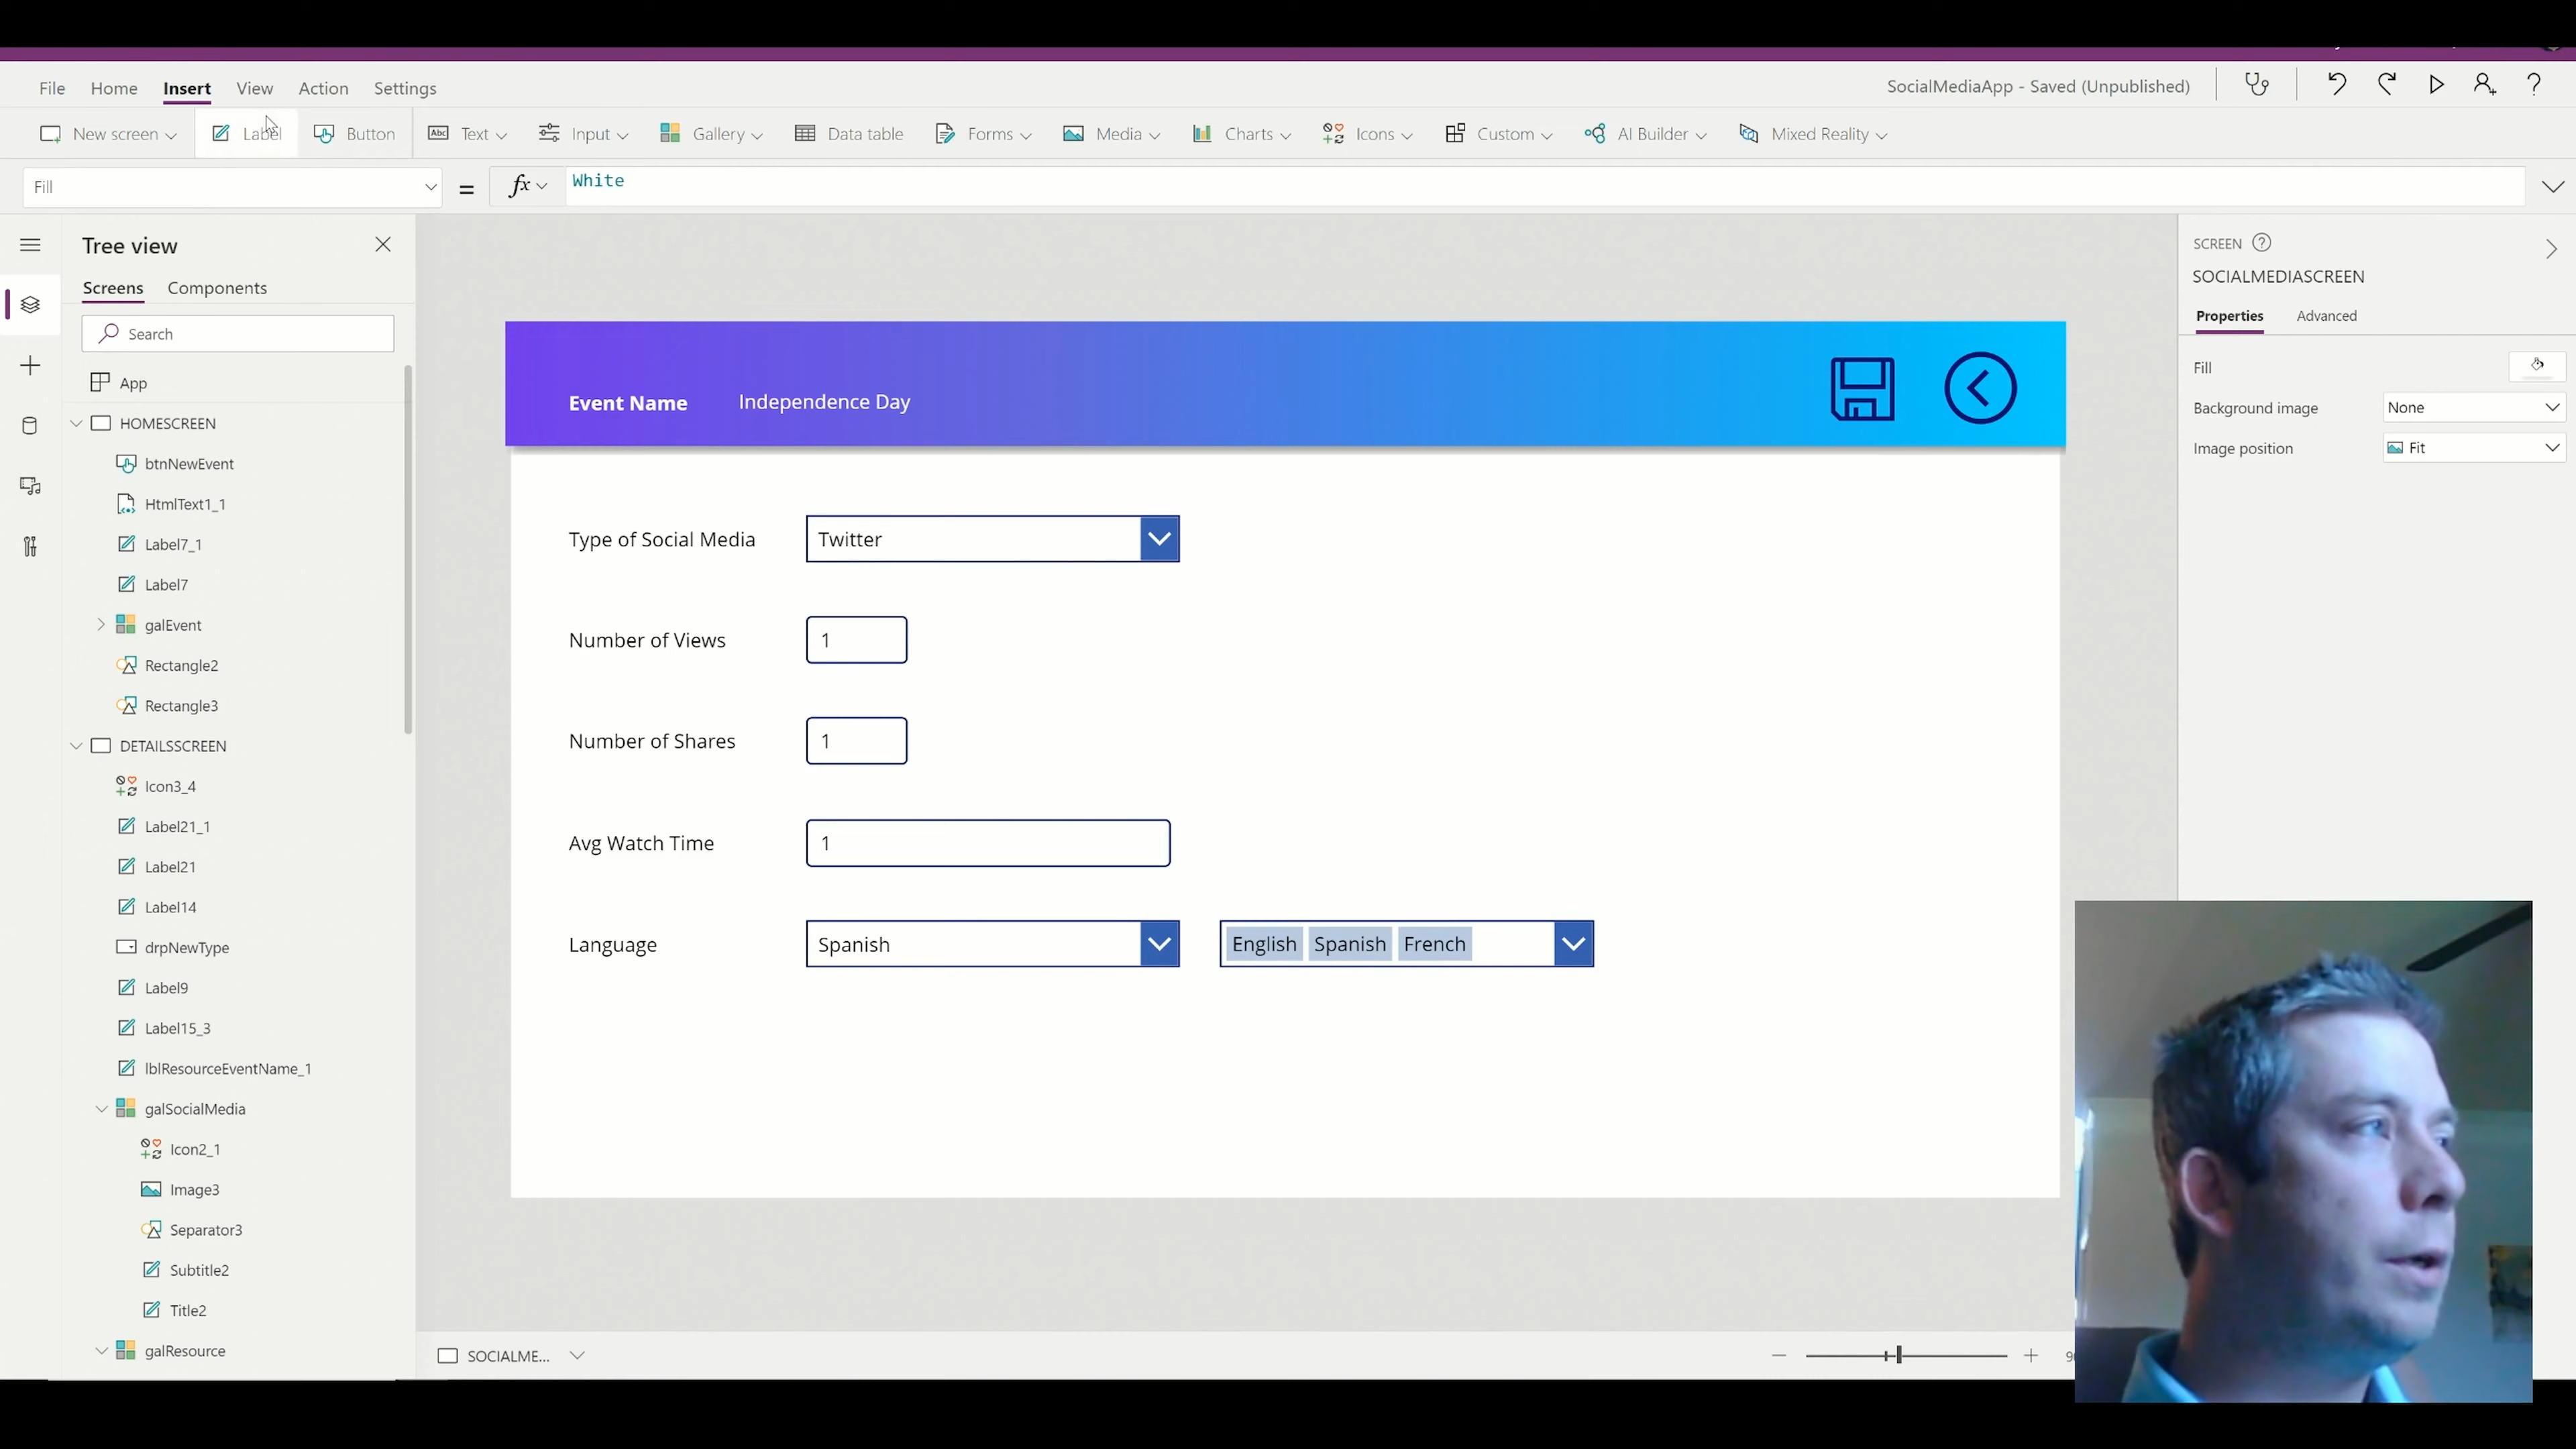 File Home Insert View Action Settings SocialMediaApp - Saved (Unpublished)
New screen Label Button Text Input Gallery Data table Forms Media Charts Icons Custom AI Builder Mixed Reality
Fill = fx White
Tree view
Screens Components
Search
App
HOMESCREEN
btnNewEvent
HtmlText1_1
Label7_1
Label7
galEvent
Rectangle2
Rectangle3
DETAILSSCREEN
Icon3_4
Label21_1
Label21
Label14
drpNewType
Label9
Label15_3
lblResourceEventName_1
galSocialMedia
Icon2_1
Image3
Separator3
Subtitle2
Title2
galResource
Event Name Independence Day
Type of Social Media Twitter
Number of Views 1
Number of Shares 1
Avg Watch Time 1
Language Spanish English Spanish French
SOCIALME...
SCREEN
SOCIALMEDIASCREEN
Properties Advanced
Fill
Background image None
Image position Fit